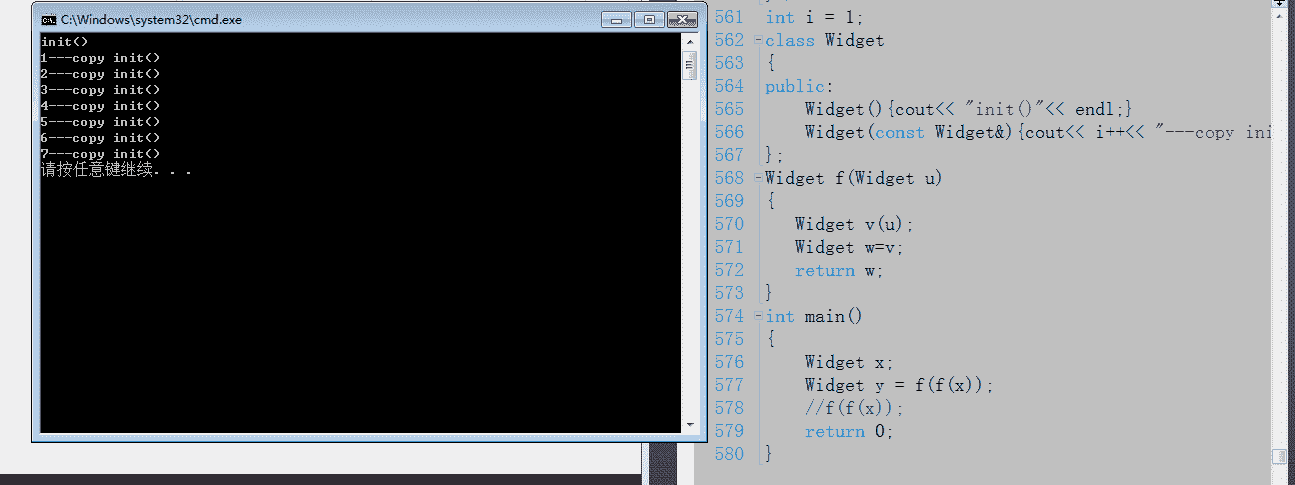 C:\Windows\system32\cmd.exe
init()
1---copy init()
2---copy init()
3---copy init()
4---copy init()
5---copy init()
6---copy init()
7---copy init()
请按任意键继续. . .
561 int i = 1;
562 class Widget
563 {
564 public:
565 Widget(){cout<< "init()"<< endl;}
566 Widget(const Widget&){cout<< i++<< "---copy ini
567 };
568 Widget f(Widget u)
569 {
570 Widget v(u);
571 Widget w=v;
572 return w;
573 }
574 int main()
575 {
576 Widget x;
577 Widget y = f(f(x));
578 //f(f(x));
579 return 0;
580 }